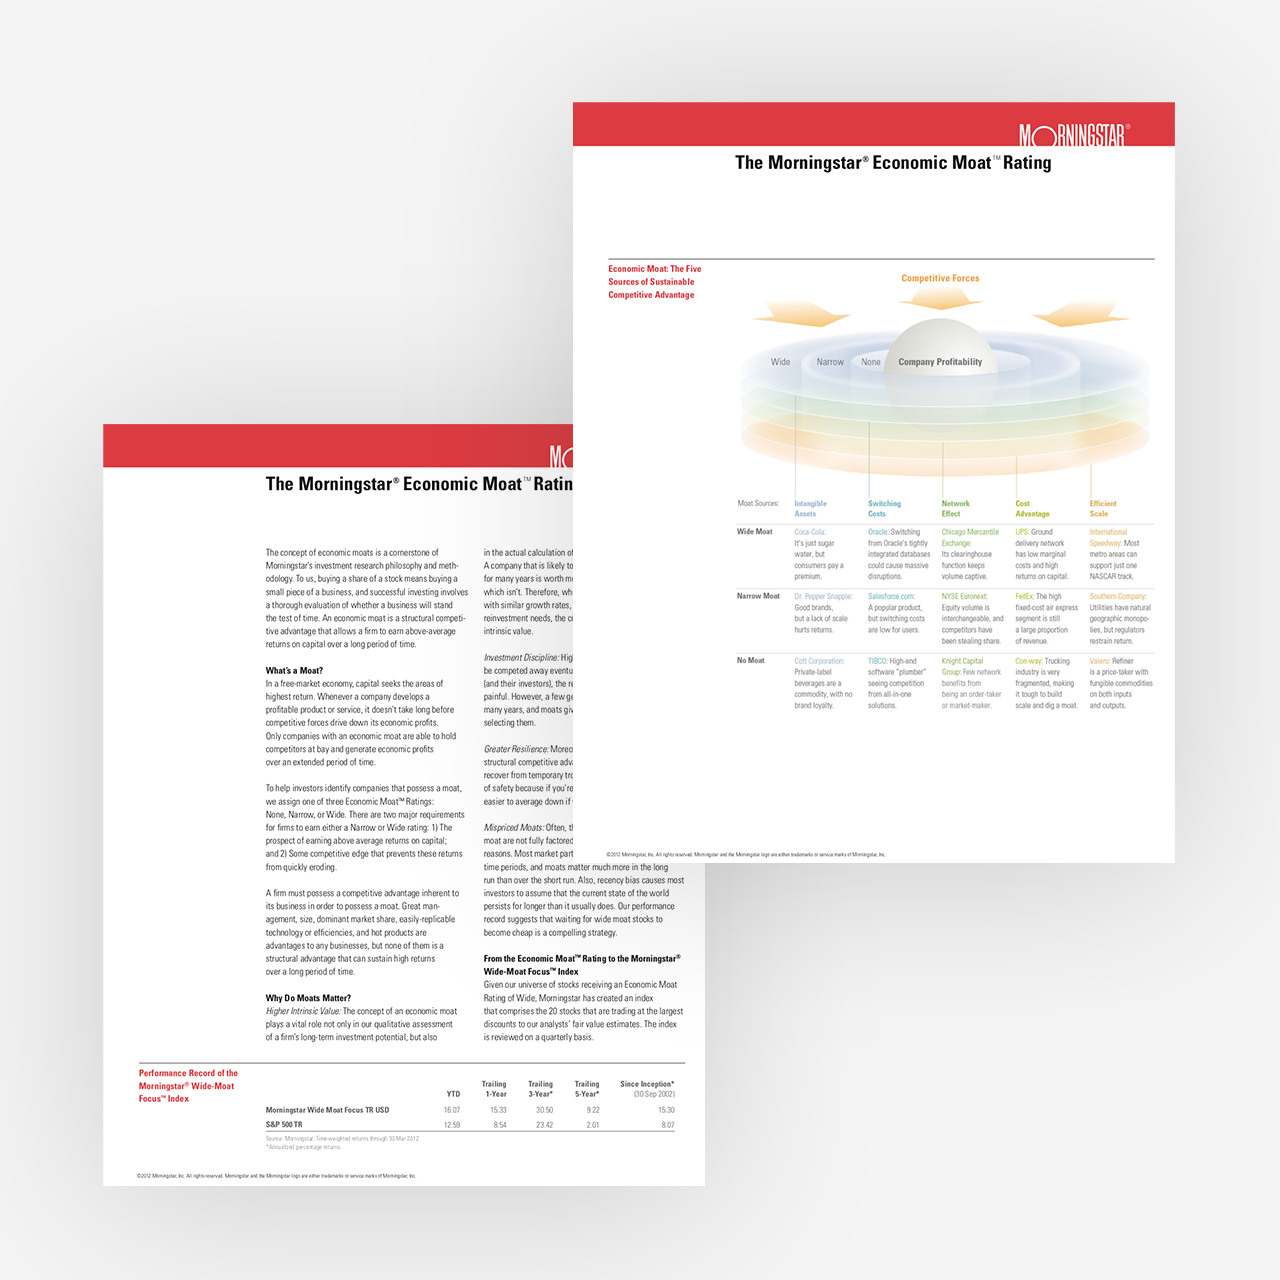 MORNINGSTAR®
The Morningstar® Economic Moat™ Rating
Economic Moat: The Five
Sources of Sustainable
Competitive Advantage
Competitive Forces
Wide Narrow None Company Profitability
Moat Sources: Intangible Assets Switching Costs Network Effect Cost Advantage Efficient Scale
Wide Moat
Coca-Cola:
It's just sugar
water, but
consumers pay a
premium.
Oracle: Switching
from Oracle's tightly
integrated databases
could cause massive
disruptions.
Chicago Mercantile
Exchange:
Its clearinghouse
function keeps
volume captive.
UPS: Ground
delivery network
has low marginal
costs and high
returns on capital.
International
Speedway: Most
metro areas can
support just one
NASCAR track.
Narrow Moat
Dr. Pepper Snapple:
Good brands,
but a lack of scale
hurts returns.
Salesforce.com:
A popular product,
but switching costs
are low for users.
NYSE Euronext:
Equity volume is
interchangeable, and
competitors have
been stealing share.
FedEx: The high
fixed-cost air express
segment is still
a large proportion
of revenue.
Southern Company:
Utilities have natural
geographic monopo-
lies, but regulators
restrain return.
No Moat
Cott Corporation:
Private-label
beverages are a
commodity, with no
brand loyalty.
TIBCO: High-end
software "plumber"
seeing competition
from all-in-one
solutions.
Knight Capital
Group: Few network
benefits from
being an order-taker
or market-maker.
Con-way: Trucking
industry is very
fragmented, making
it tough to build
scale and dig a moat.
Valero: Refiner
is a price-taker with
fungible commodities
on both inputs
and outputs.
©2012 Morningstar, Inc. All rights reserved. Morningstar and the Morningstar logo are either trademarks or service marks of Morningstar, Inc.
MO
The Morningstar® Economic Moat™ Ratin
The concept of economic moats is a cornerstone of
Morningstar's investment research philosophy and meth-
odology. To us, buying a share of a stock means buying a
small piece of a business, and successful investing involves
a thorough evaluation of whether a business will stand
the test of time. An economic moat is a structural competi-
tive advantage that allows a firm to earn above-average
returns on capital over a long period of time.
What's a Moat?
In a free-market economy, capital seeks the areas of
highest return. Whenever a company develops a
profitable product or service, it doesn't take long before
competitive forces drive down its economic profits.
Only companies with an economic moat are able to hold
competitors at bay and generate economic profits
over an extended period of time.
To help investors identify companies that possess a moat,
we assign one of three Economic Moat™ Ratings:
None, Narrow, or Wide. There are two major requirements
for firms to earn either a Narrow or Wide rating: 1) The
prospect of earning above average returns on capital;
and 2) Some competitive edge that prevents these returns
from quickly eroding.
A firm must possess a competitive advantage inherent to
its business in order to possess a moat. Great man-
agement, size, dominant market share, easily-replicable
technology or efficiencies, and hot products are
advantages to any businesses, but none of them is a
structural advantage that can sustain high returns
over a long period of time.
Why Do Moats Matter?
Higher Intrinsic Value: The concept of an economic moat
plays a vital role not only in our qualitative assessment
of a firm's long-term investment potential, but also
in the actual calculation of
A company that is likely to
for many years is worth m
which isn't. Therefore, wh
with similar growth rates,
reinvestment needs, the c
intrinsic value.
Investment Discipline: Hig
be competed away eventu
(and their investors), the r
painful. However, a few ge
many years, and moats giv
selecting them.
Greater Resilience: Moreo
structural competitive adva
recover from temporary tro
of safety because if you're
easier to average down if
Mispriced Moats: Often, th
moat are not fully factored
reasons. Most market part
time periods, and moats matter much more in the long
run than over the short run. Also, recency bias causes most
investors to assume that the current state of the world
persists for longer than it usually does. Our performance
record suggests that waiting for wide moat stocks to
become cheap is a compelling strategy.
From the Economic Moat™ Rating to the Morningstar®
Wide-Moat Focus™ Index
Given our universe of stocks receiving an Economic Moat
Rating of Wide, Morningstar has created an index
that comprises the 20 stocks that are trading at the largest
discounts to our analysts' fair value estimates. The index
is reviewed on a quarterly basis.
Performance Record of the
Morningstar® Wide-Moat
Focus™ Index
YTD Trailing 1-Year Trailing 3-Year* Trailing 5-Year* Since Inception* (30 Sep 2002)
Morningstar Wide Moat Focus TR USD 16.07 15.33 30.50 9.22 15.30
S&P 500 TR 12.59 8.54 23.42 2.01 8.07
Source: Morningstar. Time-weighted returns through 30 Mar 2012.
*Annualized percentage returns.
©2012 Morningstar, Inc. All rights reserved. Morningstar and the Morningstar logo are either trademarks or service marks of Morningstar, Inc.